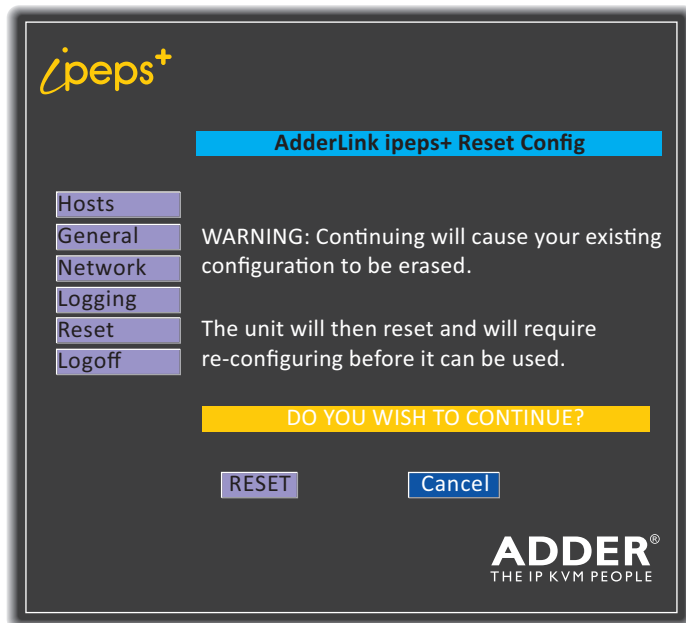 ipeps+
AdderLink ipeps+ Reset Config
Hosts
General
Network
Logging
Reset
Logoff
WARNING: Continuing will cause your existing
configuration to be erased.
The unit will then reset and will require
re-configuring before it can be used.
DO YOU WISH TO CONTINUE?
RESET
Cancel
ADDER®
THE IP KVM PEOPLE